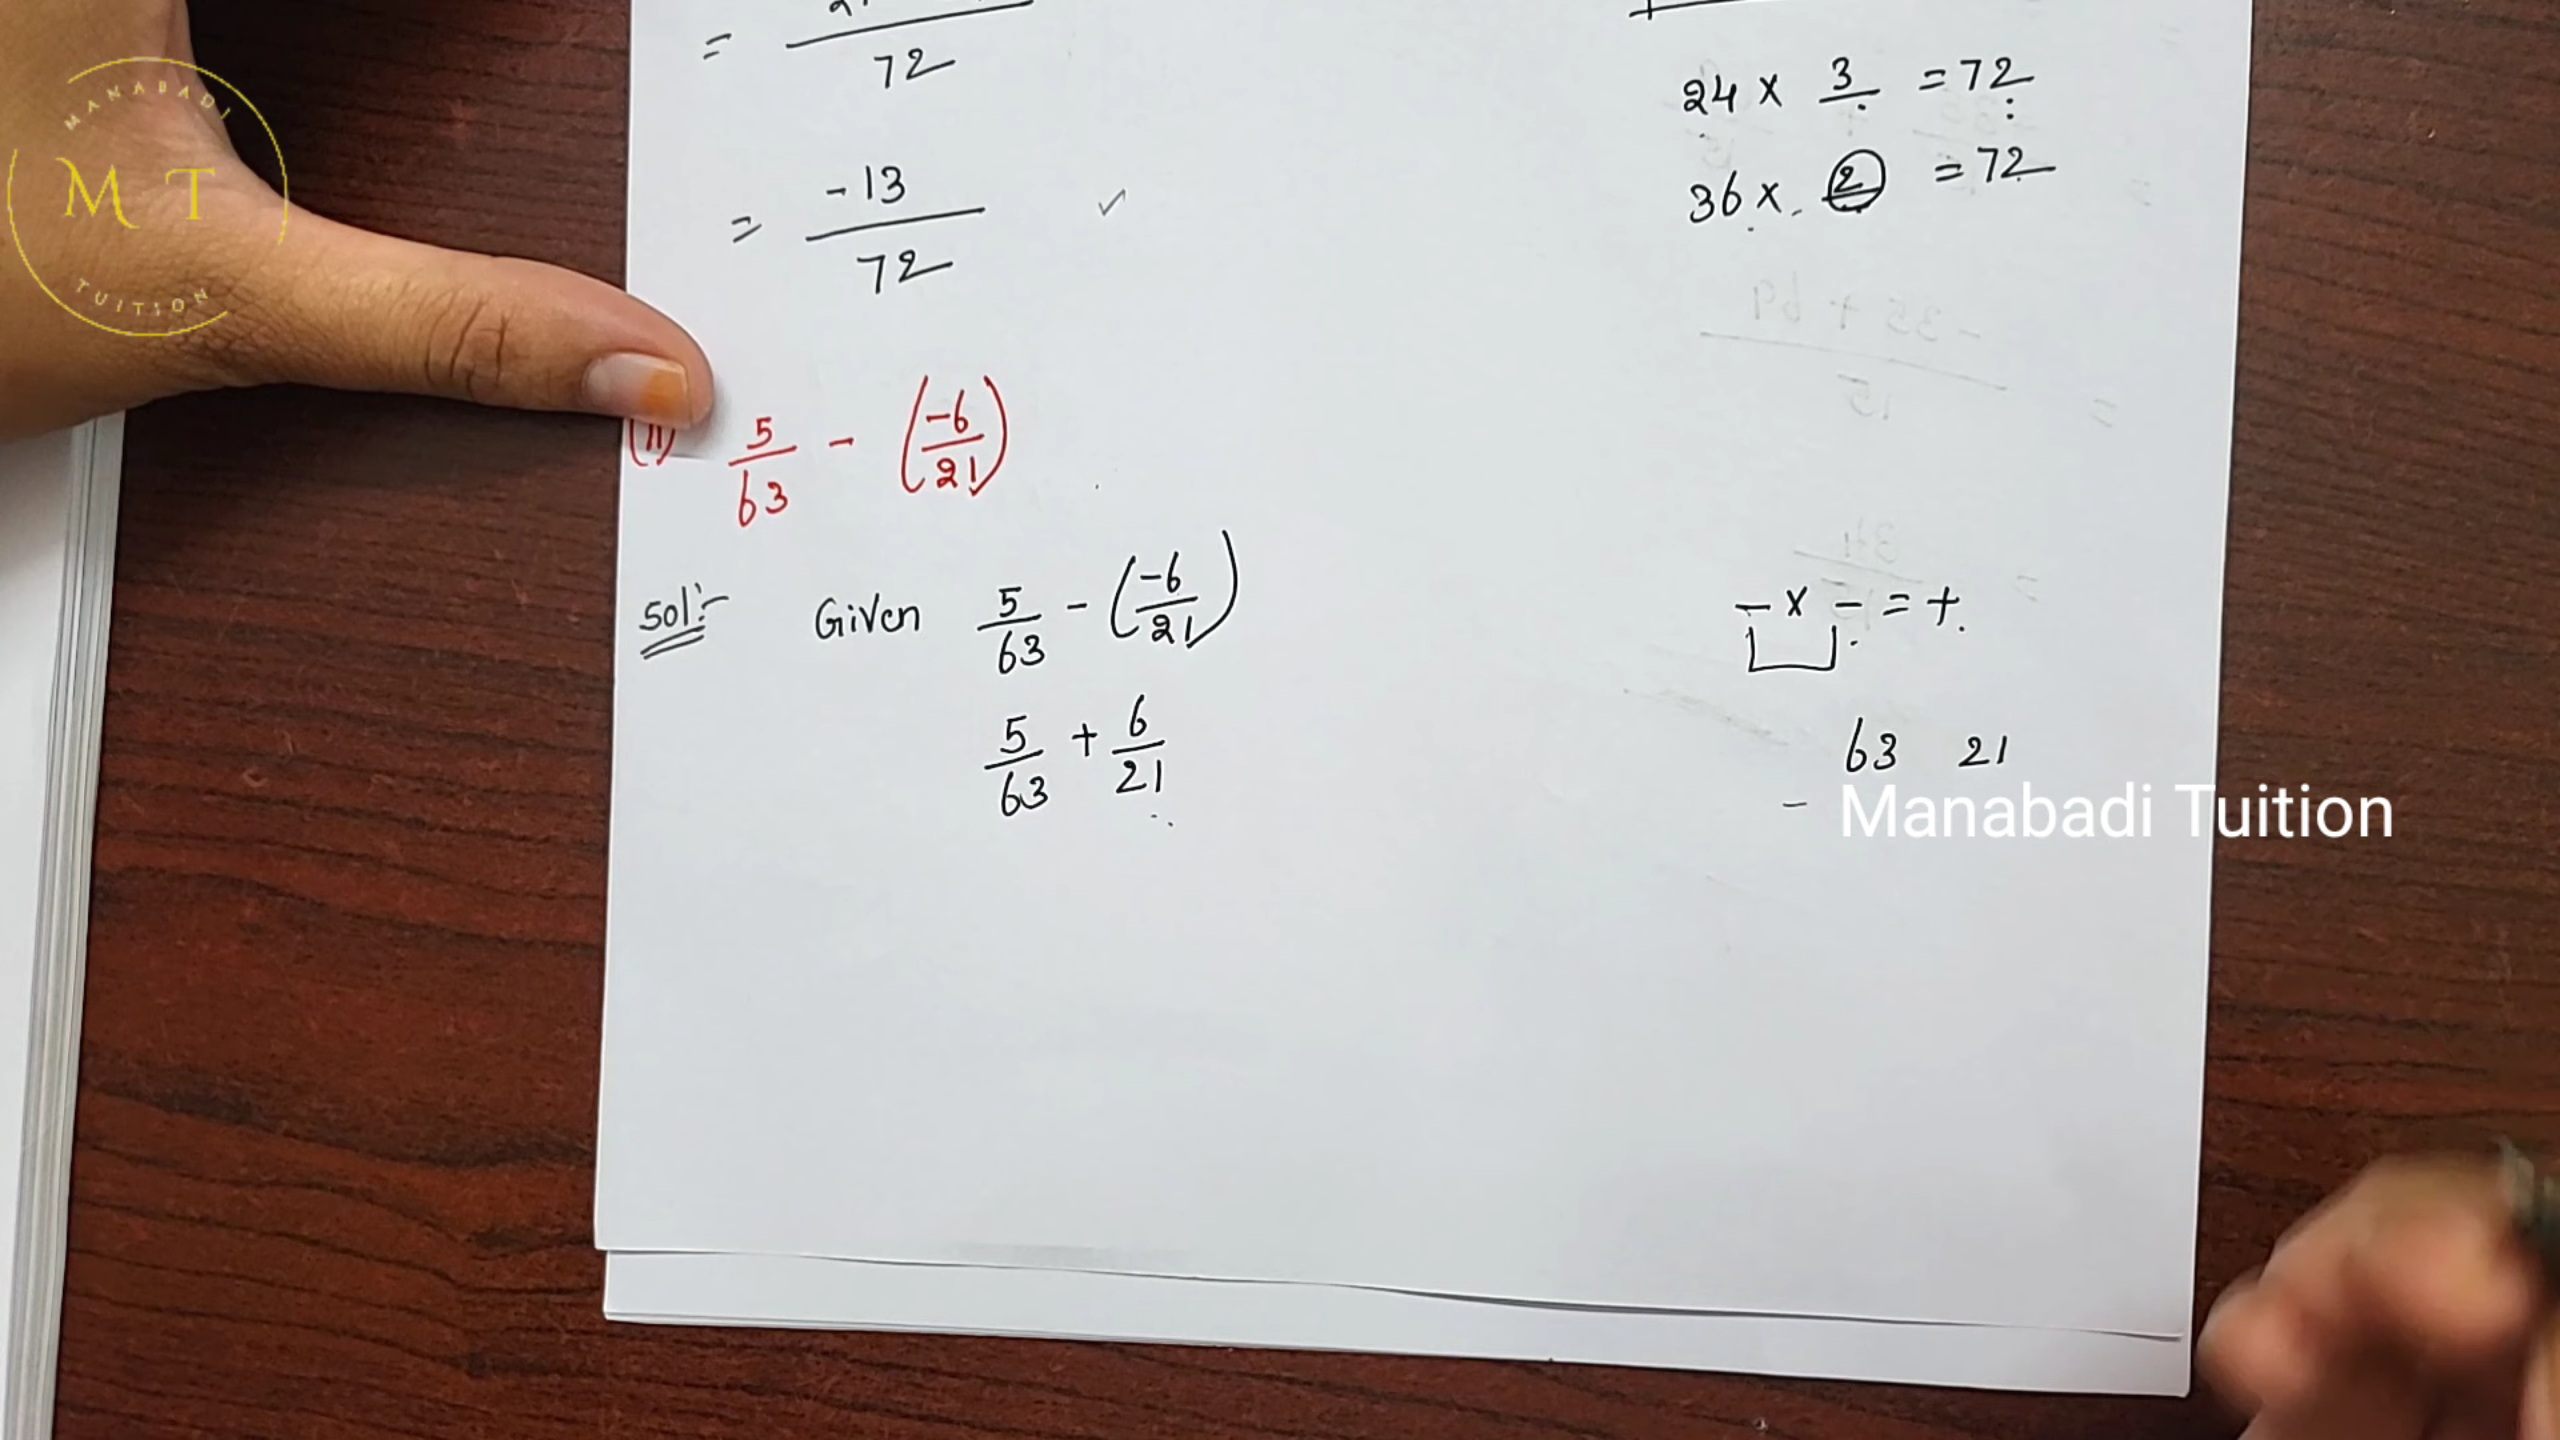 MANABADI
M T
TUITION
= 72
24 × 3 = 72
36 × 2 = 72
= -13/72 ✓
(ii) 5/63 - (-6/21)
Sol:- Given 5/63 - (-6/21)
- × - = +
5/63 + 6/21
63 21
Manabadi Tuition